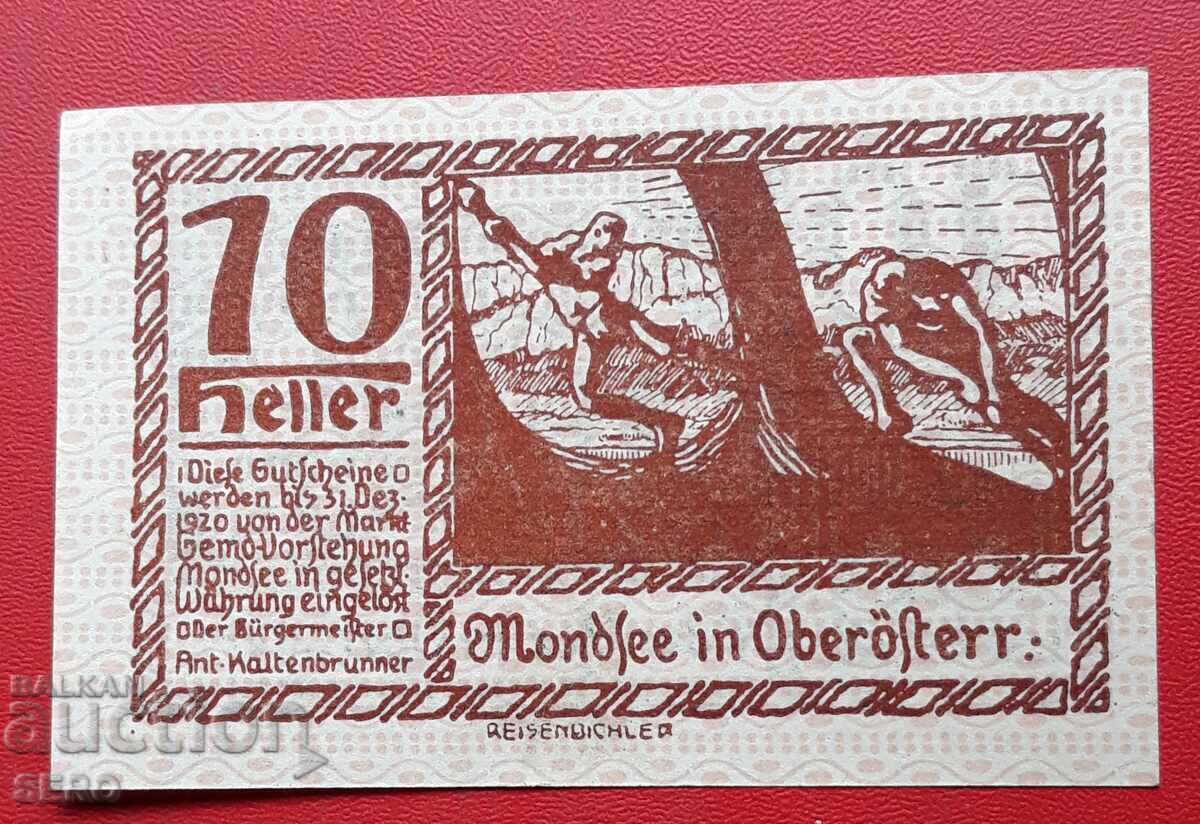 10
Heller
Diese Gutscheine
werden bis 31. Dez.
1920 von der Markt
Gemd-Vorstehung
Mondsee in gesetzl.
Währung eingelöst
Der Bürgermeister
Ant. Kaltenbrunner
Mondsee in Oberösterr.:
REISENBICHLER
BALKAN
auction
SERO